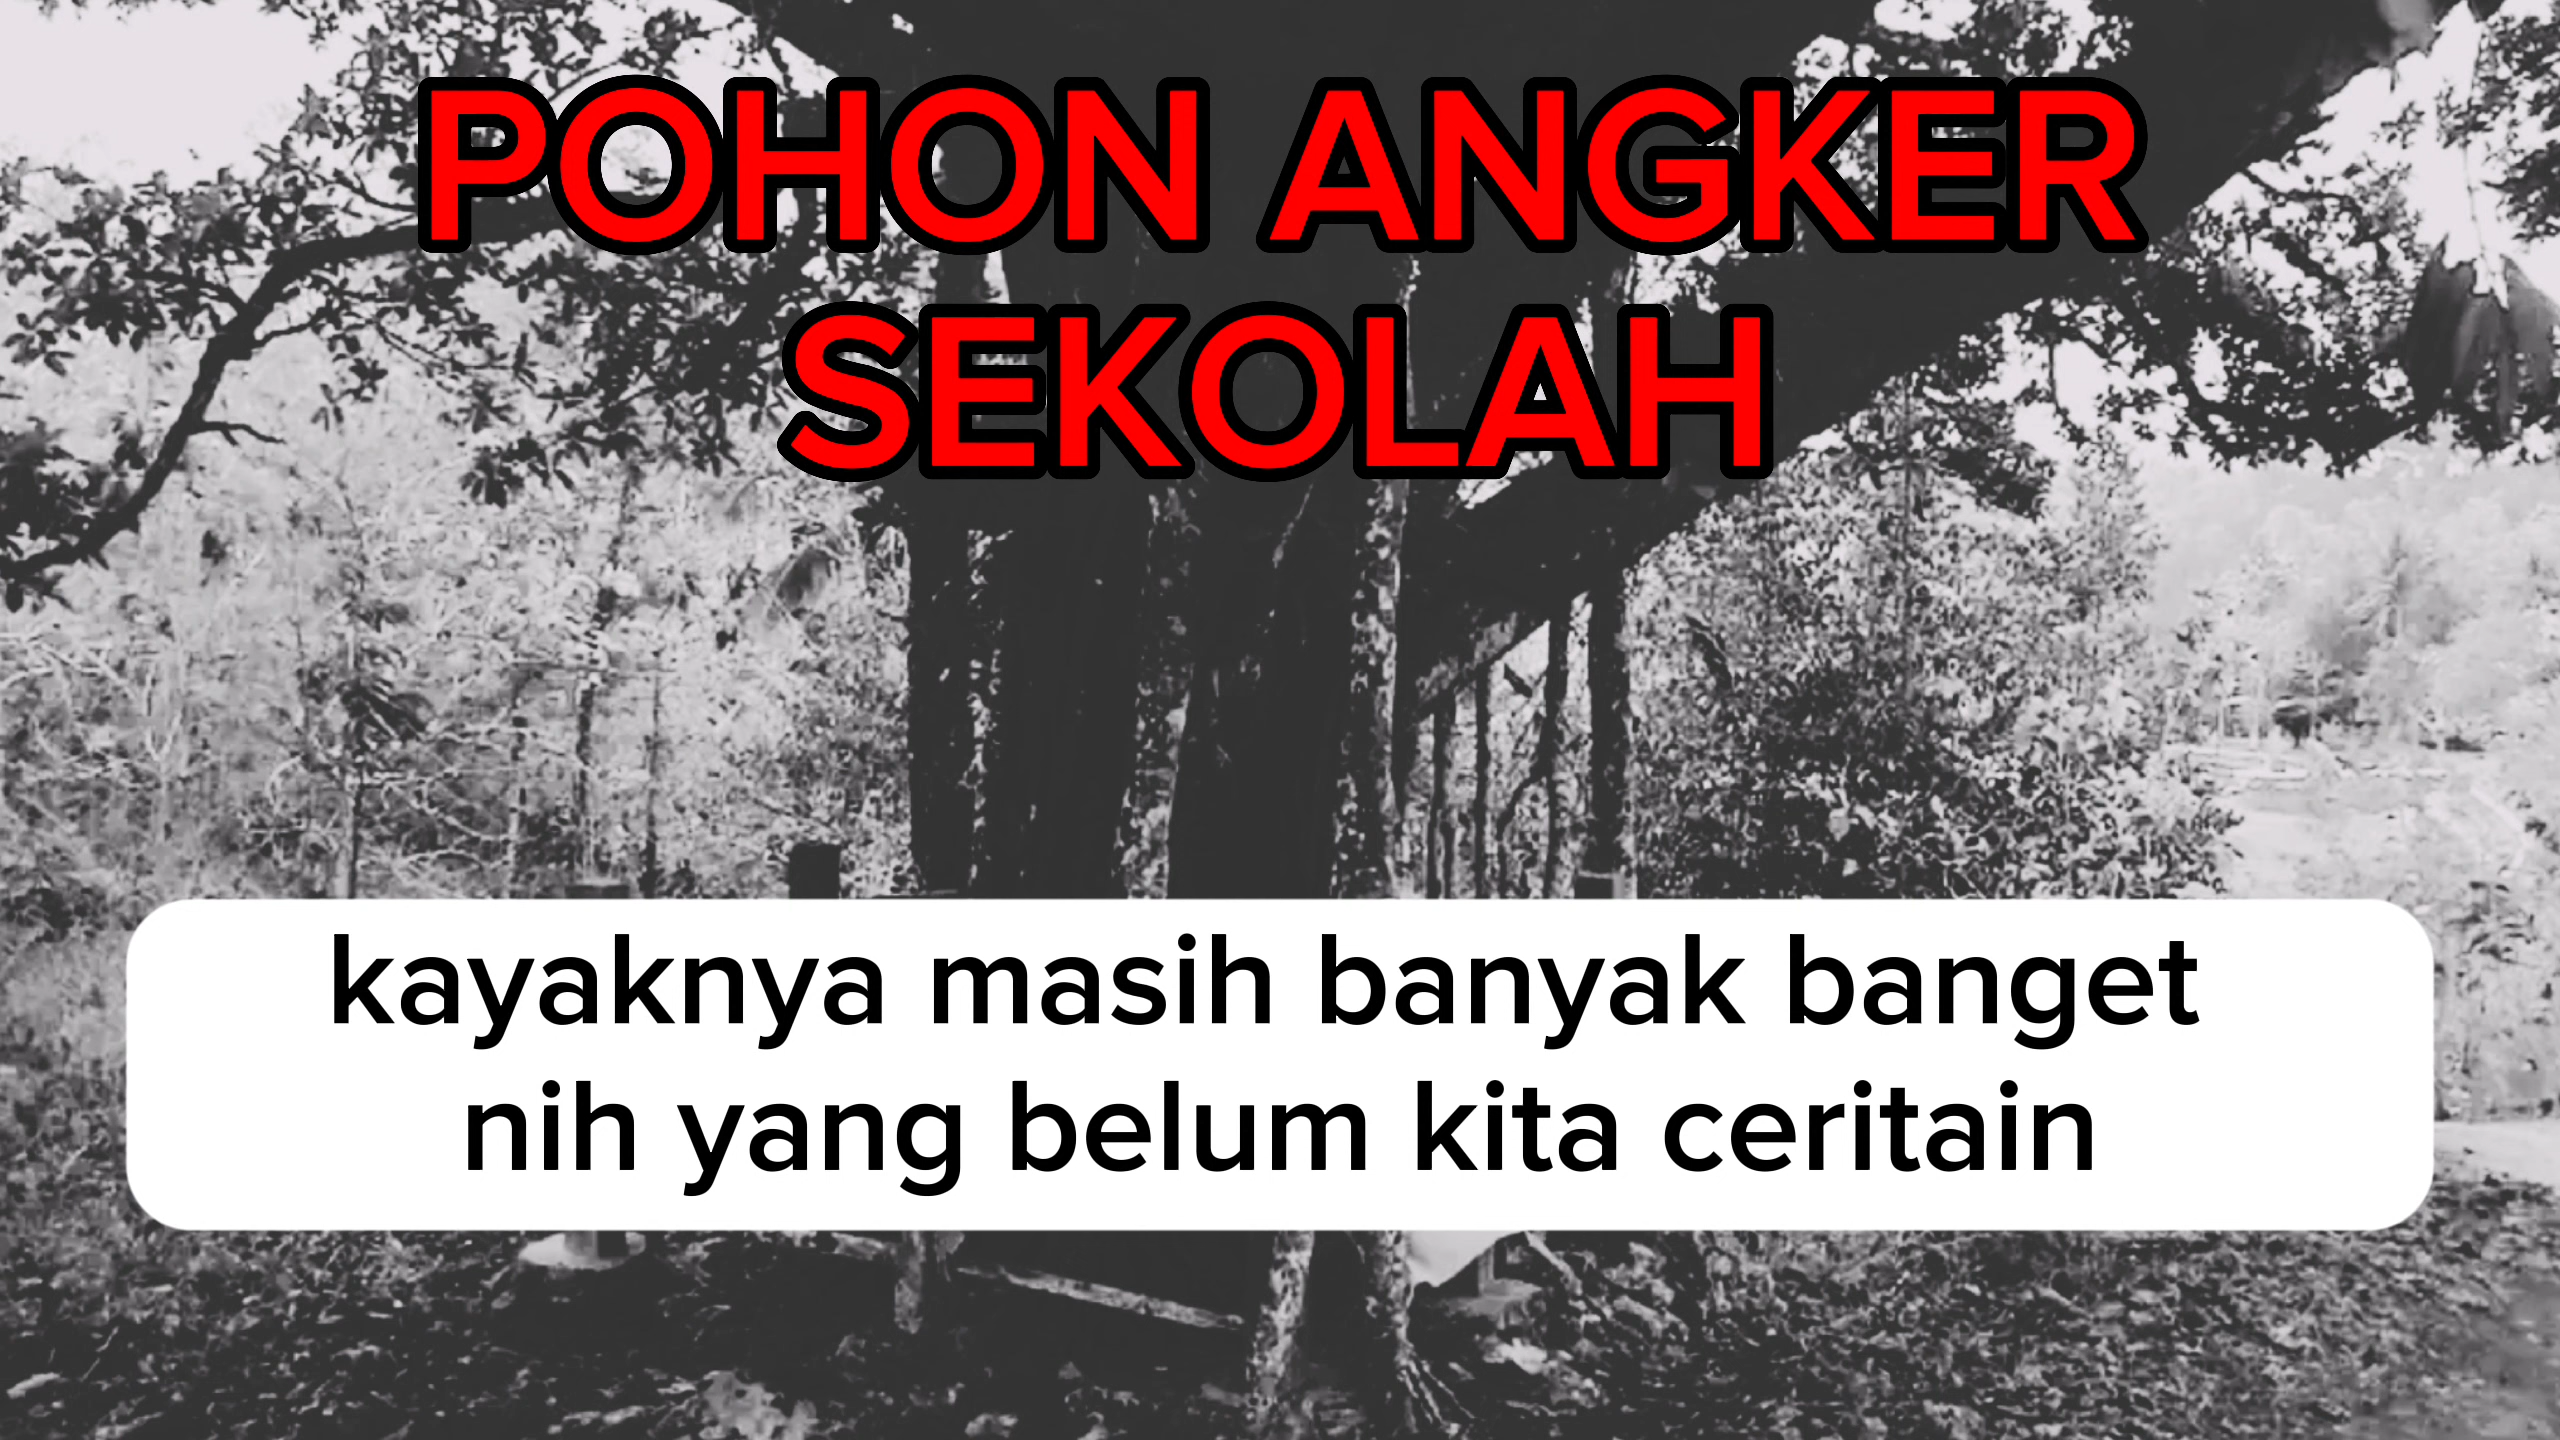 POHON ANGKER
SEKOLAH
kayaknya masih banyak banget
nih yang belum kita ceritain